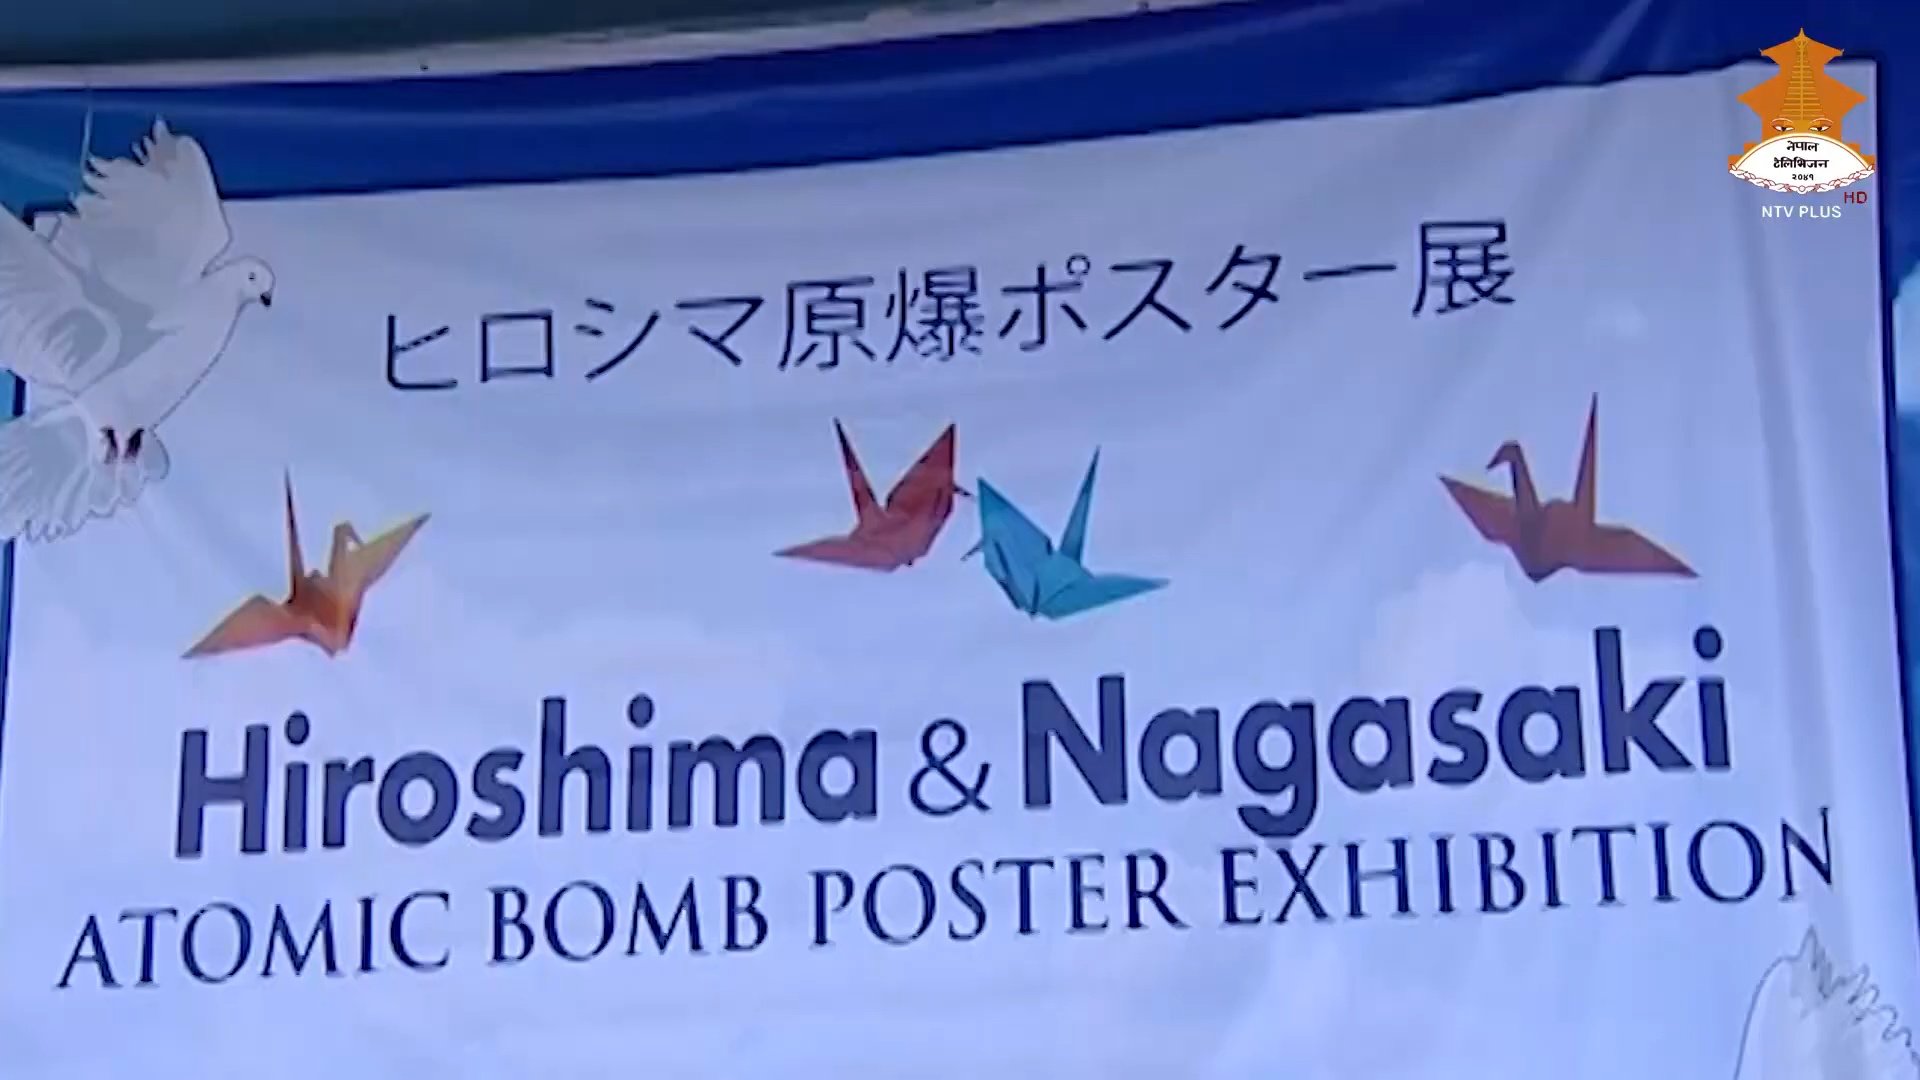 नेपाल
टेलिभिजन
२०४१
HD
NTV PLUS
ヒロシマ原爆ポスター展
Hiroshima & Nagasaki
ATOMIC BOMB POSTER EXHIBITION